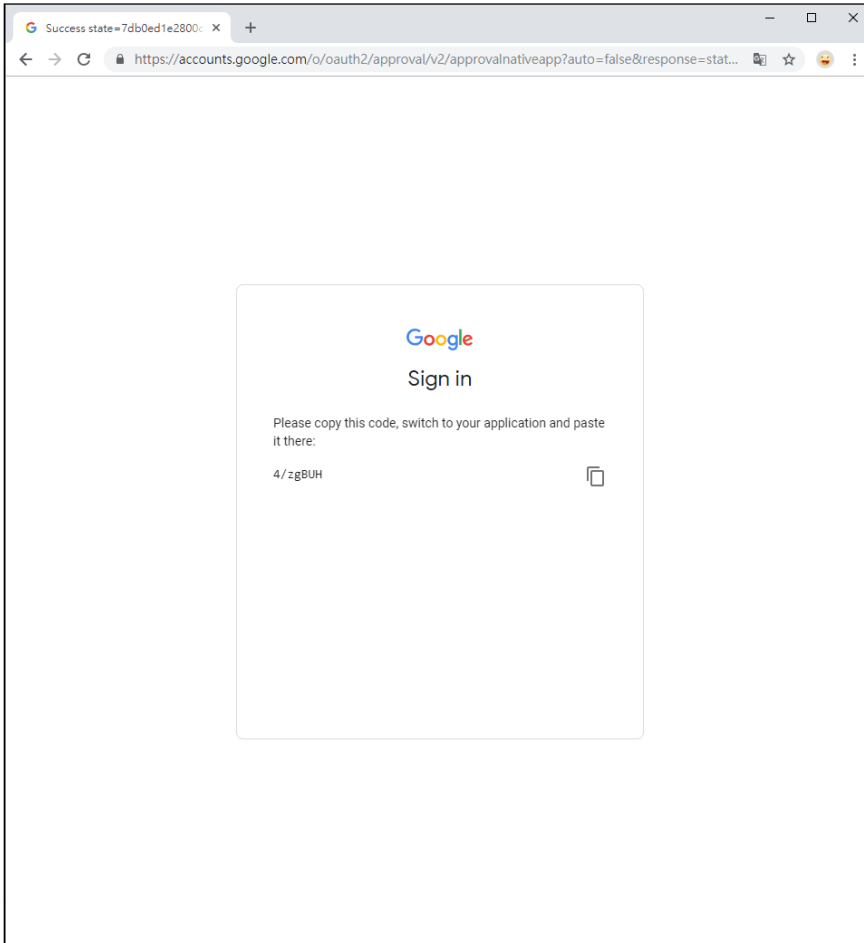 Success state=7db0ed1e2800c
https://accounts.google.com/o/oauth2/approval/v2/approvalnativeapp?auto=false&response=stat...
Google
Sign in
Please copy this code, switch to your application and paste
it there:
4/zgBUH